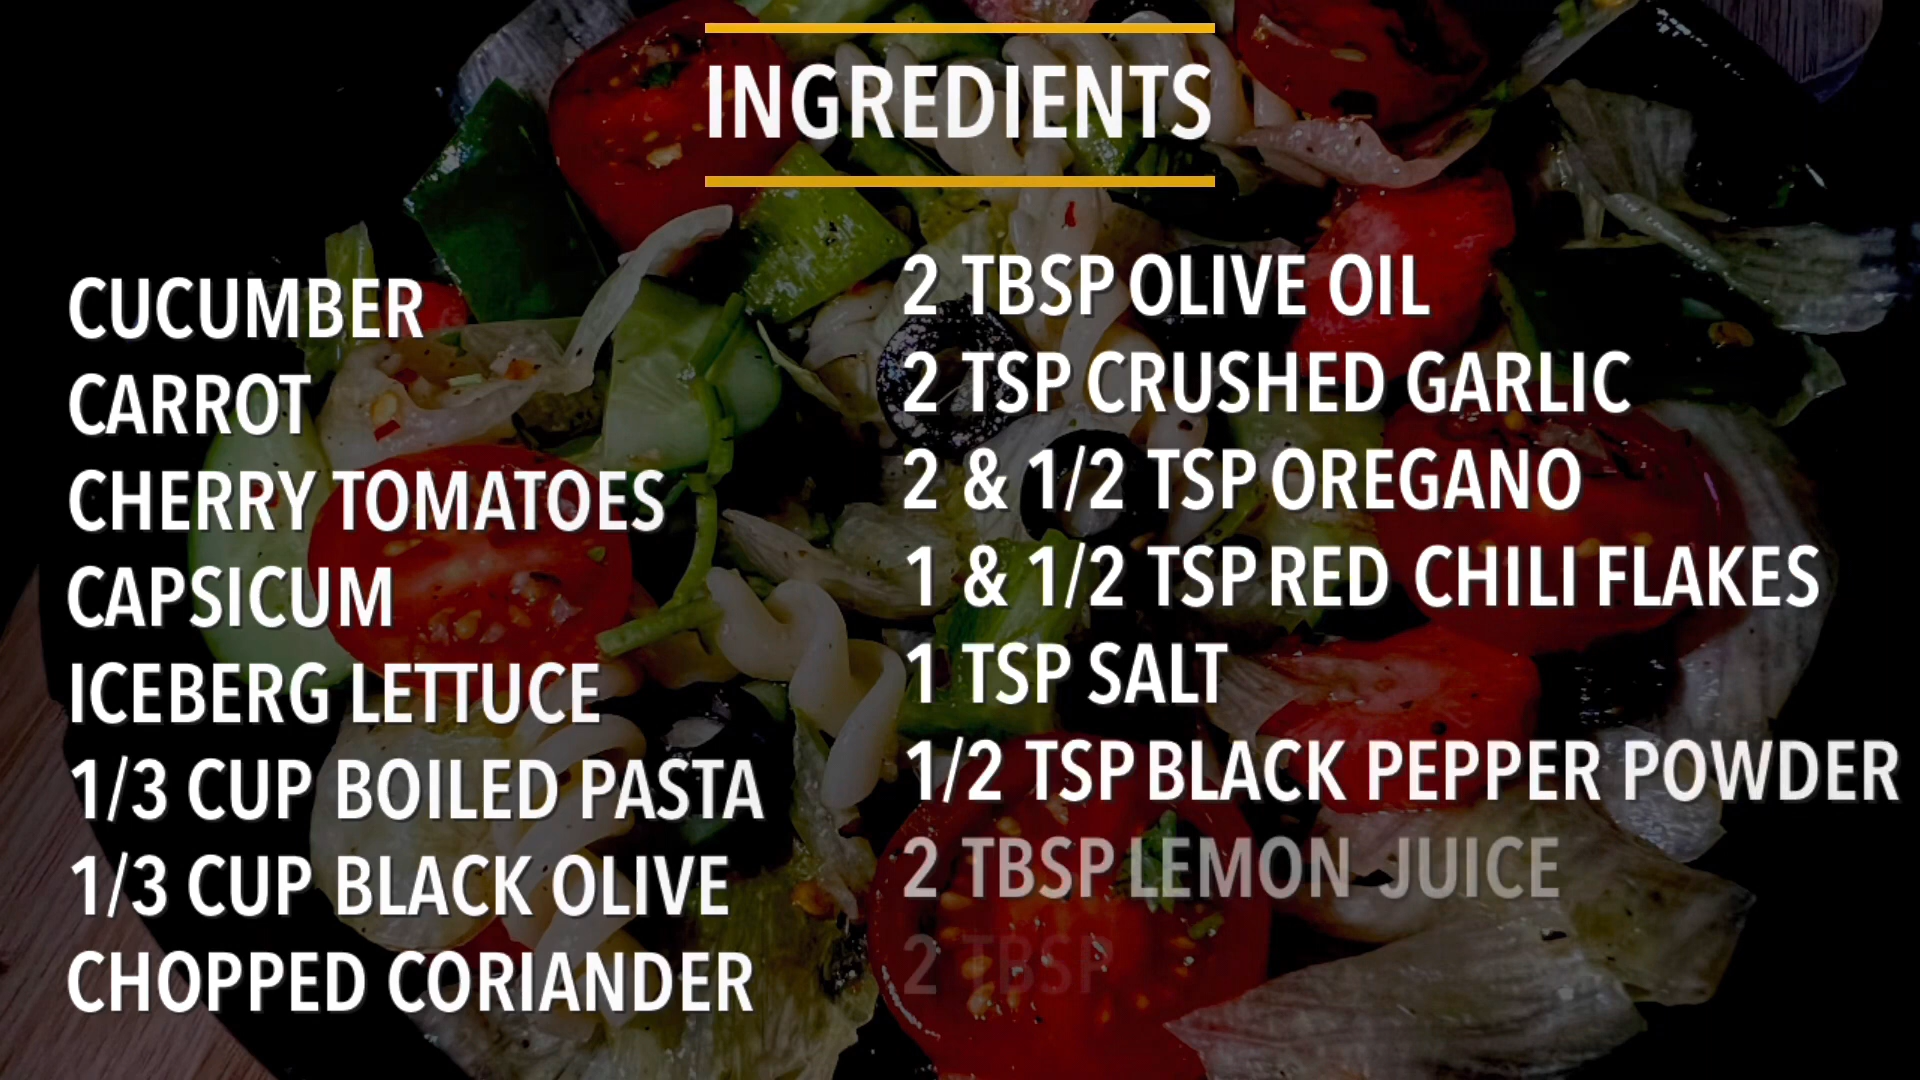 INGREDIENTS
CUCUMBER
CARROT
CHERRY TOMATOES
CAPSICUM
ICEBERG LETTUCE
1/3 CUP BOILED PASTA
1/3 CUP BLACK OLIVE
CHOPPED CORIANDER
2 TBSP OLIVE OIL
2 TSP CRUSHED GARLIC
2 & 1/2 TSP OREGANO
1 & 1/2 TSP RED CHILI FLAKES
1 TSP SALT
1/2 TSP BLACK PEPPER POWDER
2 TBSP LEMON JUICE
2 TBSP